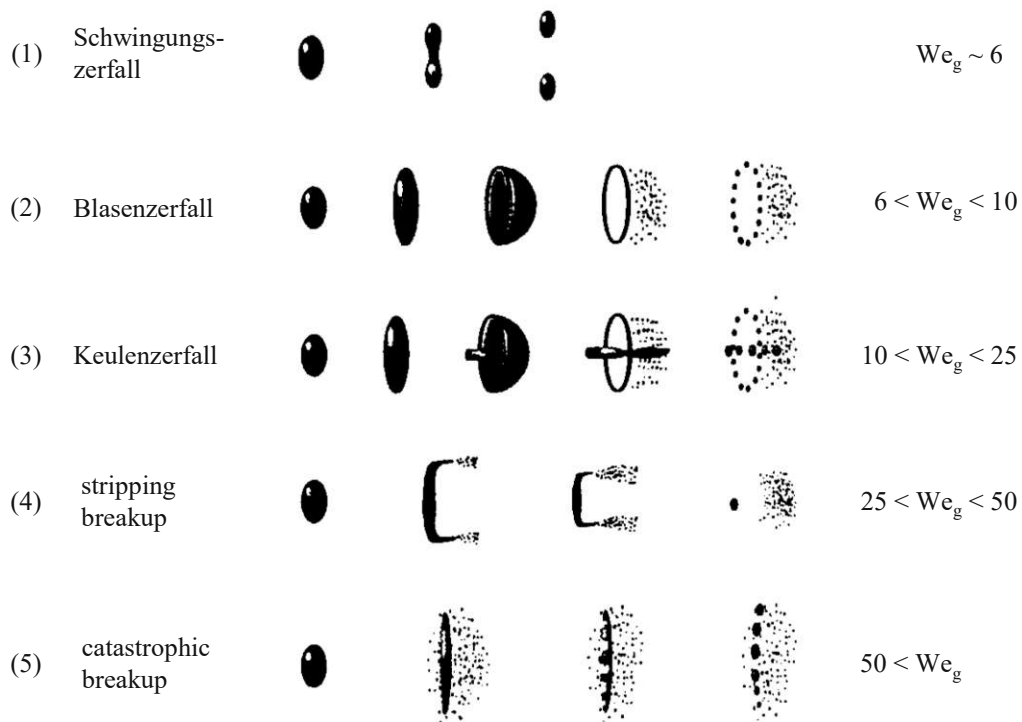 (1) Schwingungs-
zerfall
We_g ~ 6
(2) Blasenzerfall
6 < We_g < 10
(3) Keulenzerfall
10 < We_g < 25
(4) stripping
breakup
25 < We_g < 50
(5) catastrophic
breakup
50 < We_g